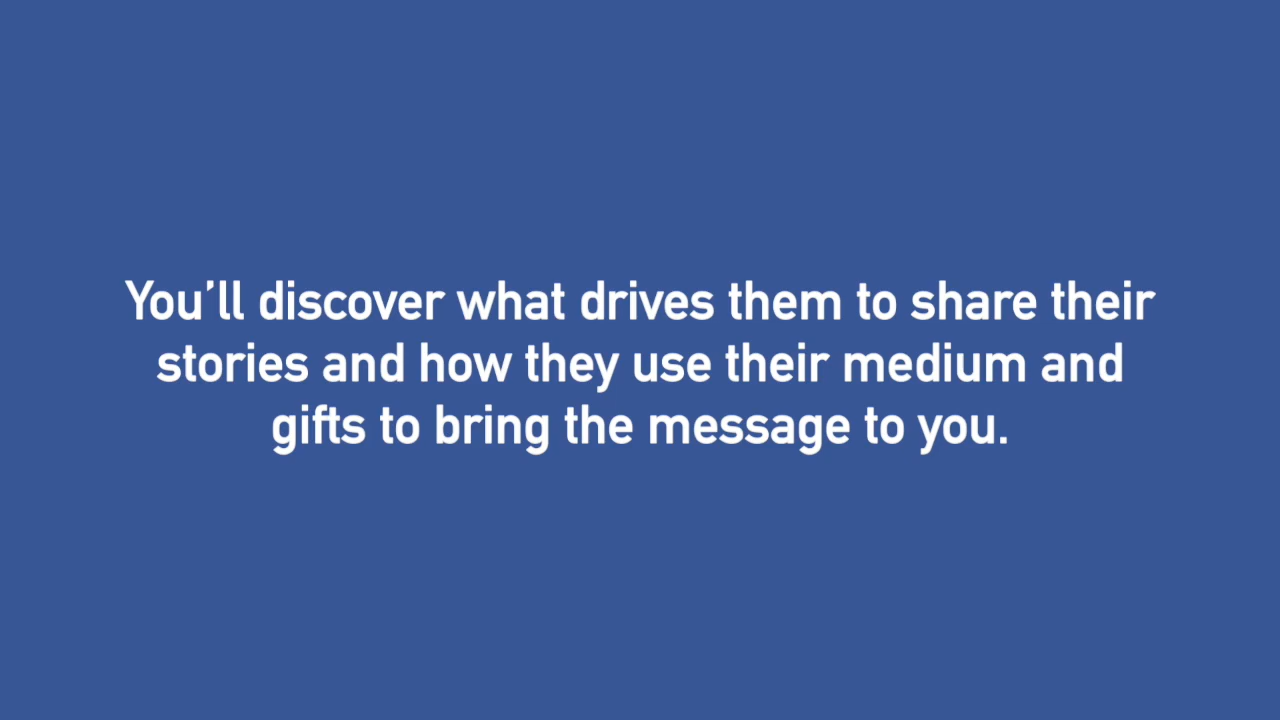 You’ll discover what drives them to share their
stories and how they use their medium and
gifts to bring the message to you.